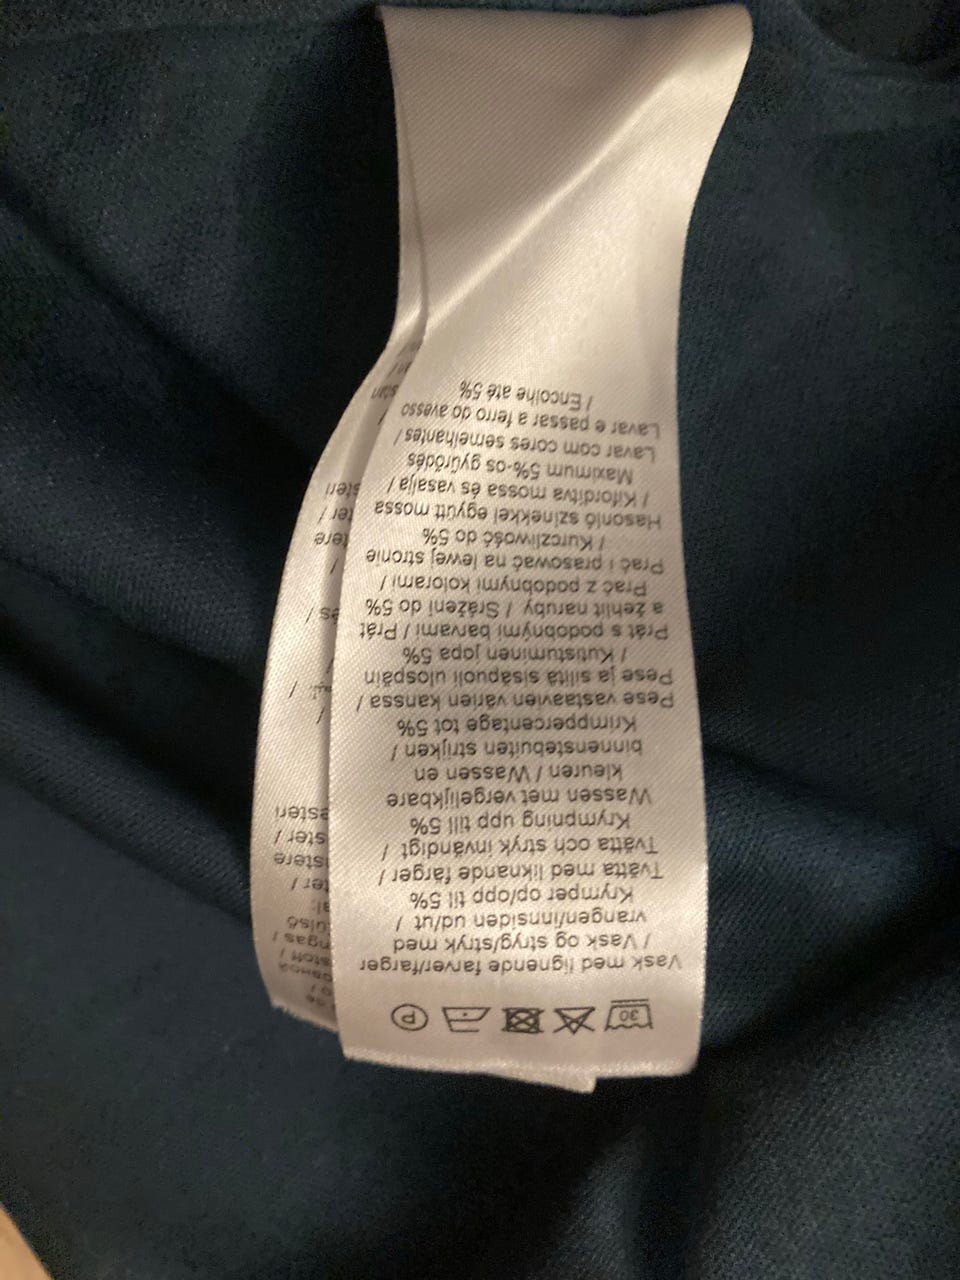 30
P
Vask med lignende farver/farger
/ Vask og stryg/stryk med
vrangen/innsiden ud/ut /
Krymper op/opp til 5%
Tvätta med liknande färger /
Tvätta och stryk invändigt /
Krympning upp till 5%
Wassen met vergelijkbare
kleuren / Wassen en
binnenstebuiten strijken /
Krimppercentage tot 5%
Pese vastaavien värien kanssa /
Pese ja silitä sisäpuoli ulospäin
/ Kutistuminen jopa 5%
Prát s podobnými barvami / Prát
a žehlit naruby / Srážení do 5%
Prać z podobnymi kolorami /
Prać i prasować na lewej stronie
/ Kurczliwość do 5%
Hasonló színekkel együtt mossa
/ Kifordítva mossa és vasalja /
Maximum 5%-os gyűrődés
Lavar com cores semelhantes /
Lavar e passar a ferro do avesso
/ Encolhe até 5%